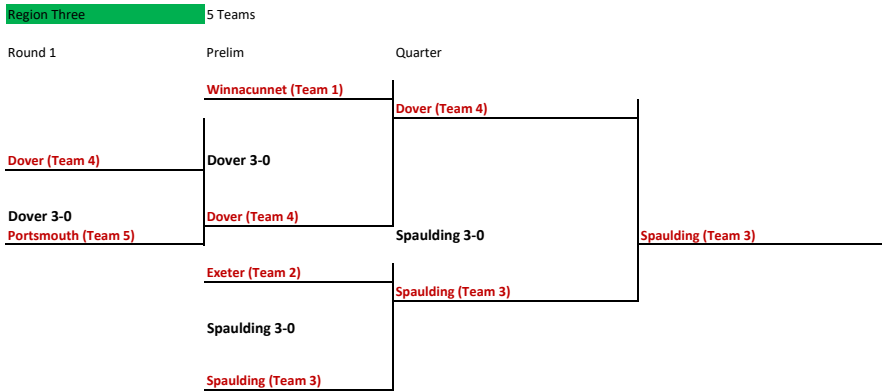 Region Three 5 Teams
Round 1 Prelim Quarter
Winnacunnet (Team 1)
Dover (Team 4)
Dover (Team 4) Dover 3-0
Dover 3-0 Dover (Team 4)
Portsmouth (Team 5) Spaulding 3-0 Spaulding (Team 3)
Exeter (Team 2)
Spaulding (Team 3)
Spaulding 3-0
Spaulding (Team 3)